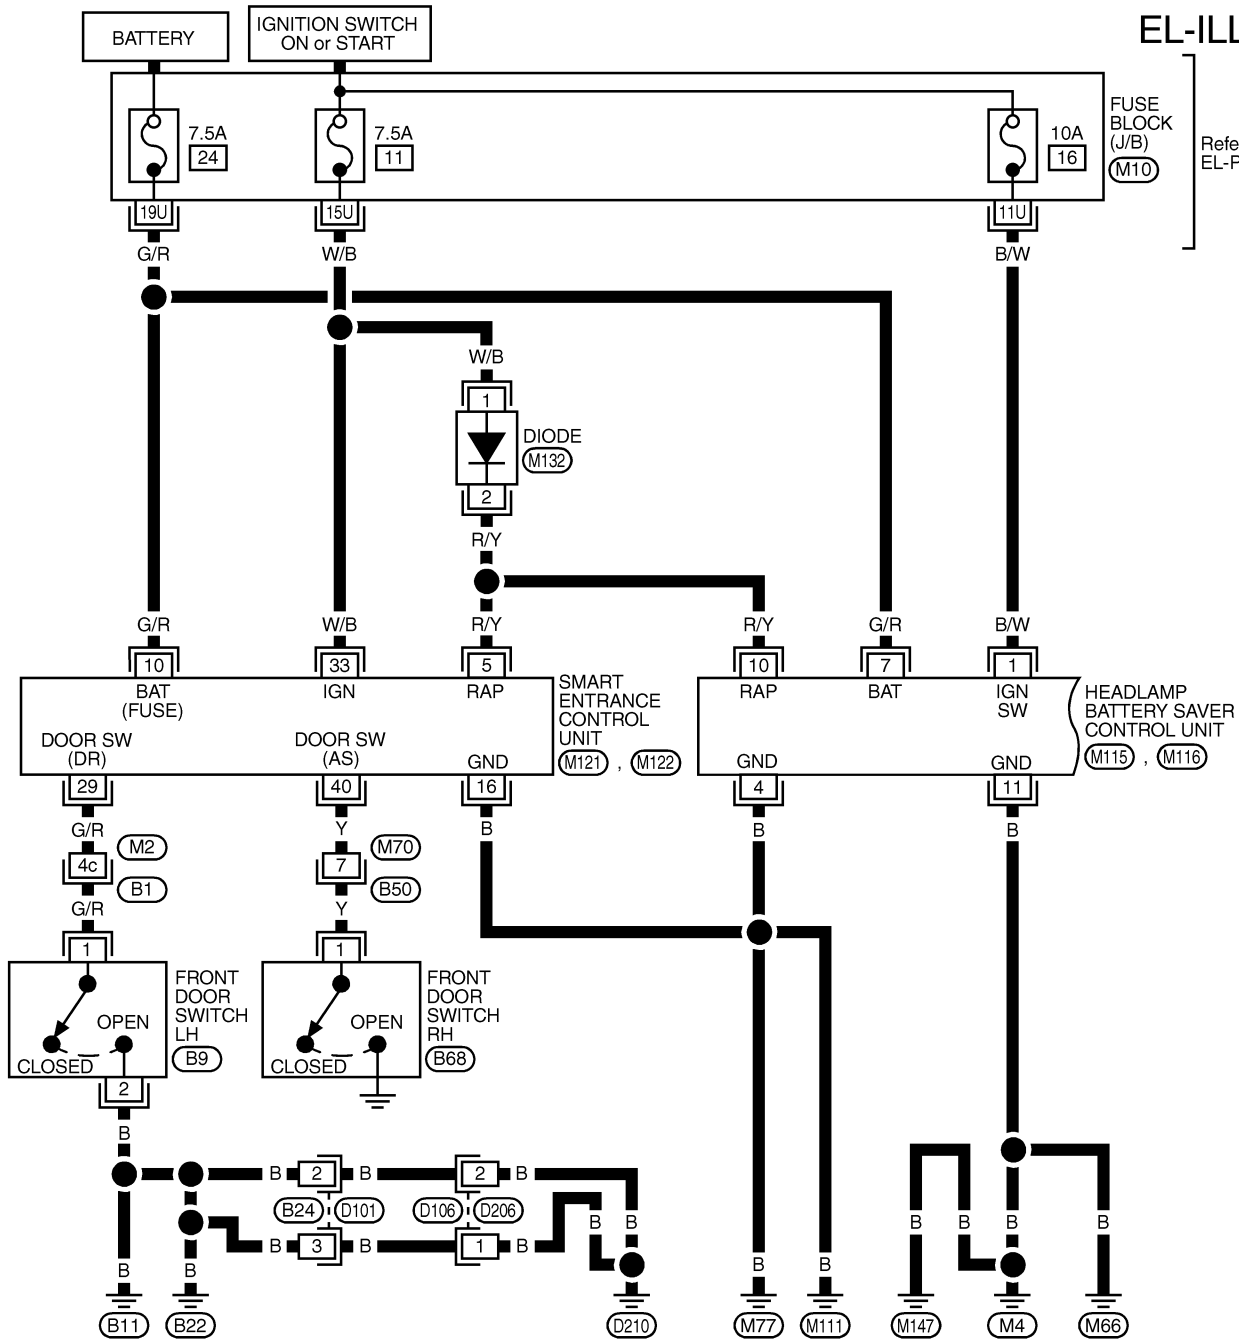 BATTERY
IGNITION SWITCH
ON or START
EL-ILL
7.5A
24
7.5A
11
10A
16
FUSE
BLOCK
(J/B)
M10
Refe
EL-P
19U
15U
11U
G/R
W/B
B/W
W/B
1
DIODE
M132
2
R/Y
G/R
W/B
R/Y
R/Y
G/R
B/W
10
33
5
10
7
1
BAT
(FUSE)
IGN
RAP
RAP
BAT
IGN
SW
SMART
ENTRANCE
CONTROL
UNIT
M121 , M122
HEADLAMP
BATTERY SAVER
CONTROL UNIT
M115 , M116
DOOR SW
(DR)
DOOR SW
(AS)
GND
GND
GND
29
40
16
4
11
G/R
Y
B
B
B
M2
M70
4c
7
B1
B50
G/R
Y
1
1
FRONT
DOOR
SWITCH
LH
B9
OPEN
CLOSED
FRONT
DOOR
SWITCH
RH
B68
OPEN
CLOSED
2
B
B
2
B
2
B
B24
D101
D106
D206
B
3
B
1
B
B
B
B
B
B
B
B
B
B
B
B
B11
B22
D210
M77
M111
M147
M4
M66